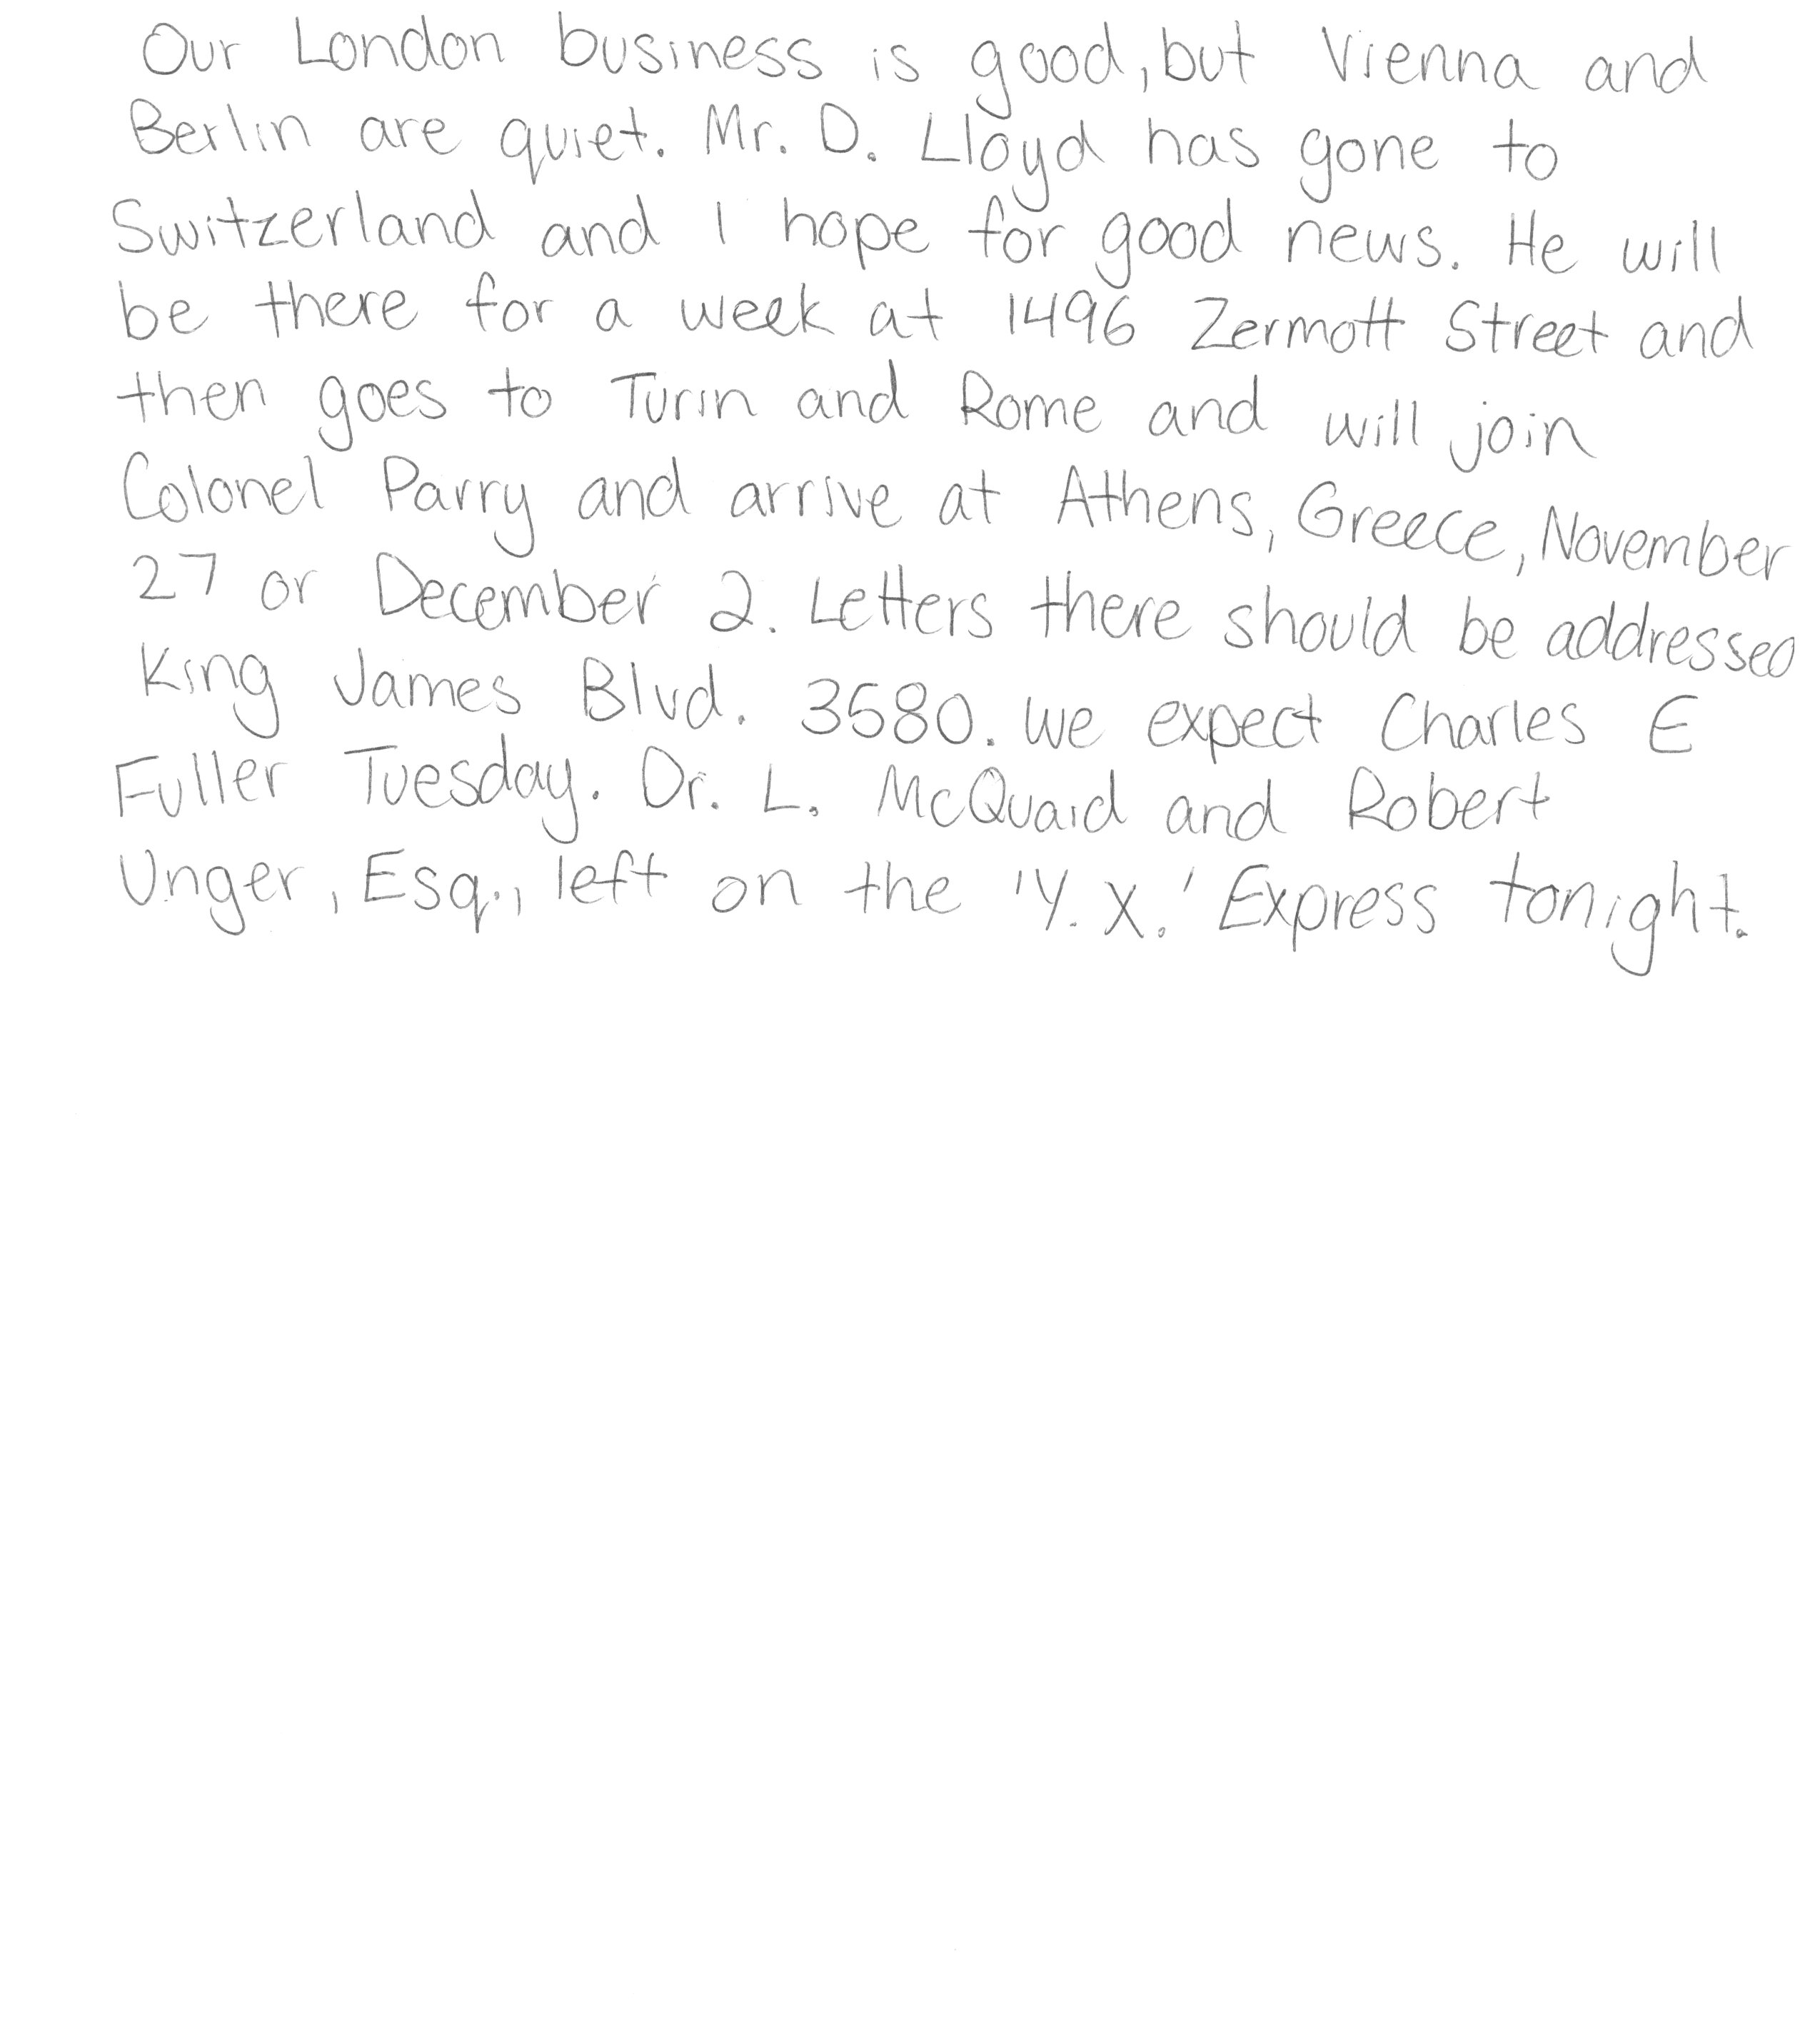 Our London business is good, but Vienna and
Berlin are quiet. Mr. D. Lloyd has gone to
Switzerland and I hope for good news. He will
be there for a week at 1496 Zermott Street and
then goes to Turin and Rome and will join
Colonel Parry and arrive at Athens, Greece, November
27 or December 2. Letters there should be addressed
King James Blvd. 3580. We expect Charles E
Fuller Tuesday. Dr. L. McQuaid and Robert
Unger, Esq., left on the 'Y.X.' Express tonight.